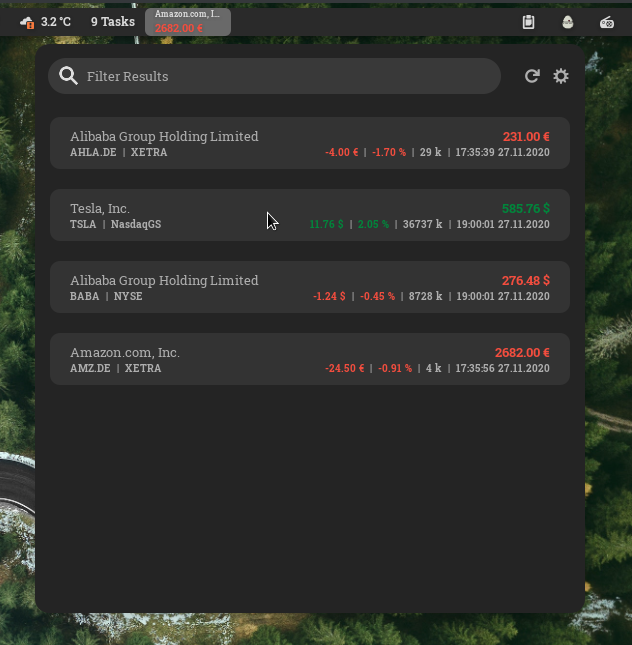 3.2 °C 9 Tasks Amazon.com, I...
2682.00 €
Filter Results
Alibaba Group Holding Limited 231.00 €
AHLA.DE | XETRA -4.00 € | -1.70 % | 29 k | 17:35:39 27.11.2020
Tesla, Inc. 585.76 $
TSLA | NasdaqGS 11.76 $ | 2.05 % | 36737 k | 19:00:01 27.11.2020
Alibaba Group Holding Limited 276.48 $
BABA | NYSE -1.24 $ | -0.45 % | 8728 k | 19:00:01 27.11.2020
Amazon.com, Inc. 2682.00 €
AMZ.DE | XETRA -24.50 € | -0.91 % | 4 k | 17:35:56 27.11.2020